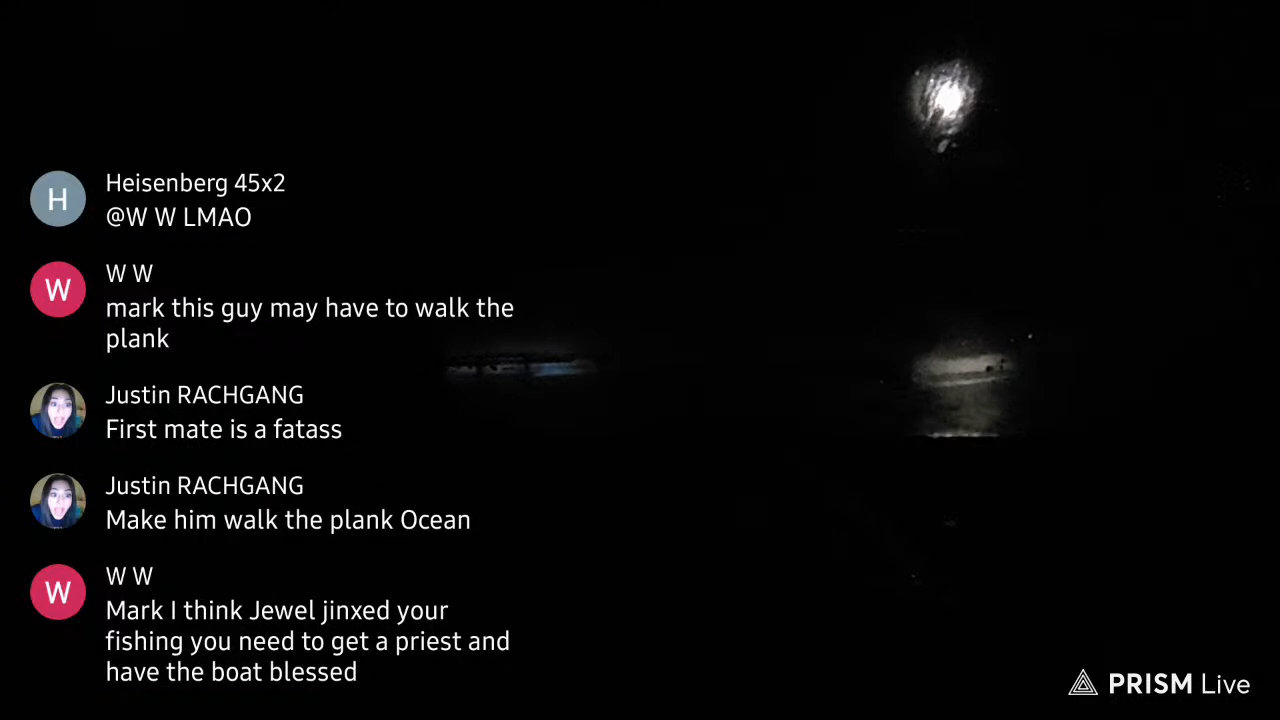 H
Heisenberg 45x2
@W W LMAO
W
W W
mark this guy may have to walk the
plank
Justin RACHGANG
First mate is a fatass
Justin RACHGANG
Make him walk the plank Ocean
W
W W
Mark I think Jewel jinxed your
fishing you need to get a priest and
have the boat blessed
PRISM Live